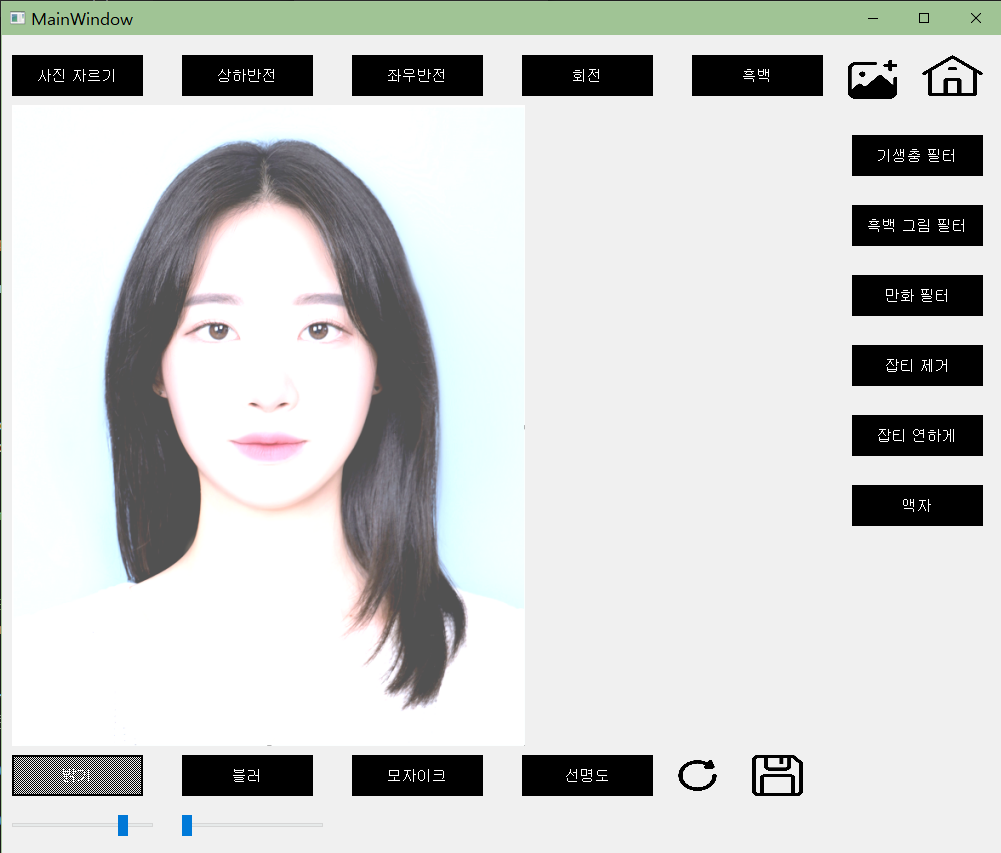 MainWindow
사진 자르기
상하반전
좌우반전
회전
흑백
기생충 필터
흑백 그림 필터
만화 필터
잡티 제거
잡티 연하게
액자
밝기
블러
모자이크
선명도